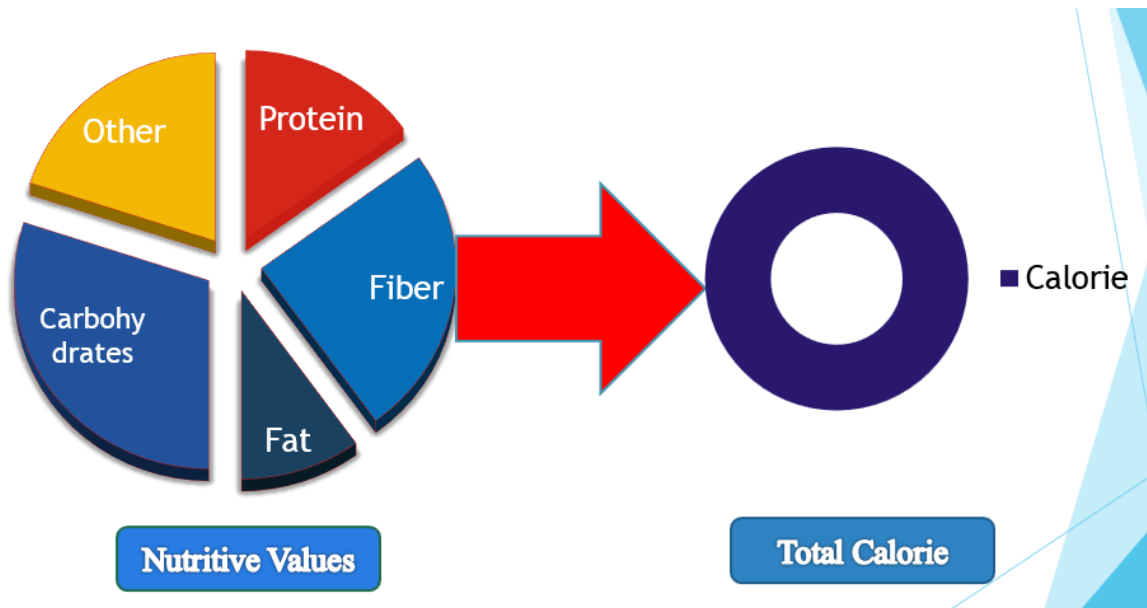 Other
Protein
Fiber
Carbohy
drates
Fat
Calorie
Nutritive Values
Total Calorie